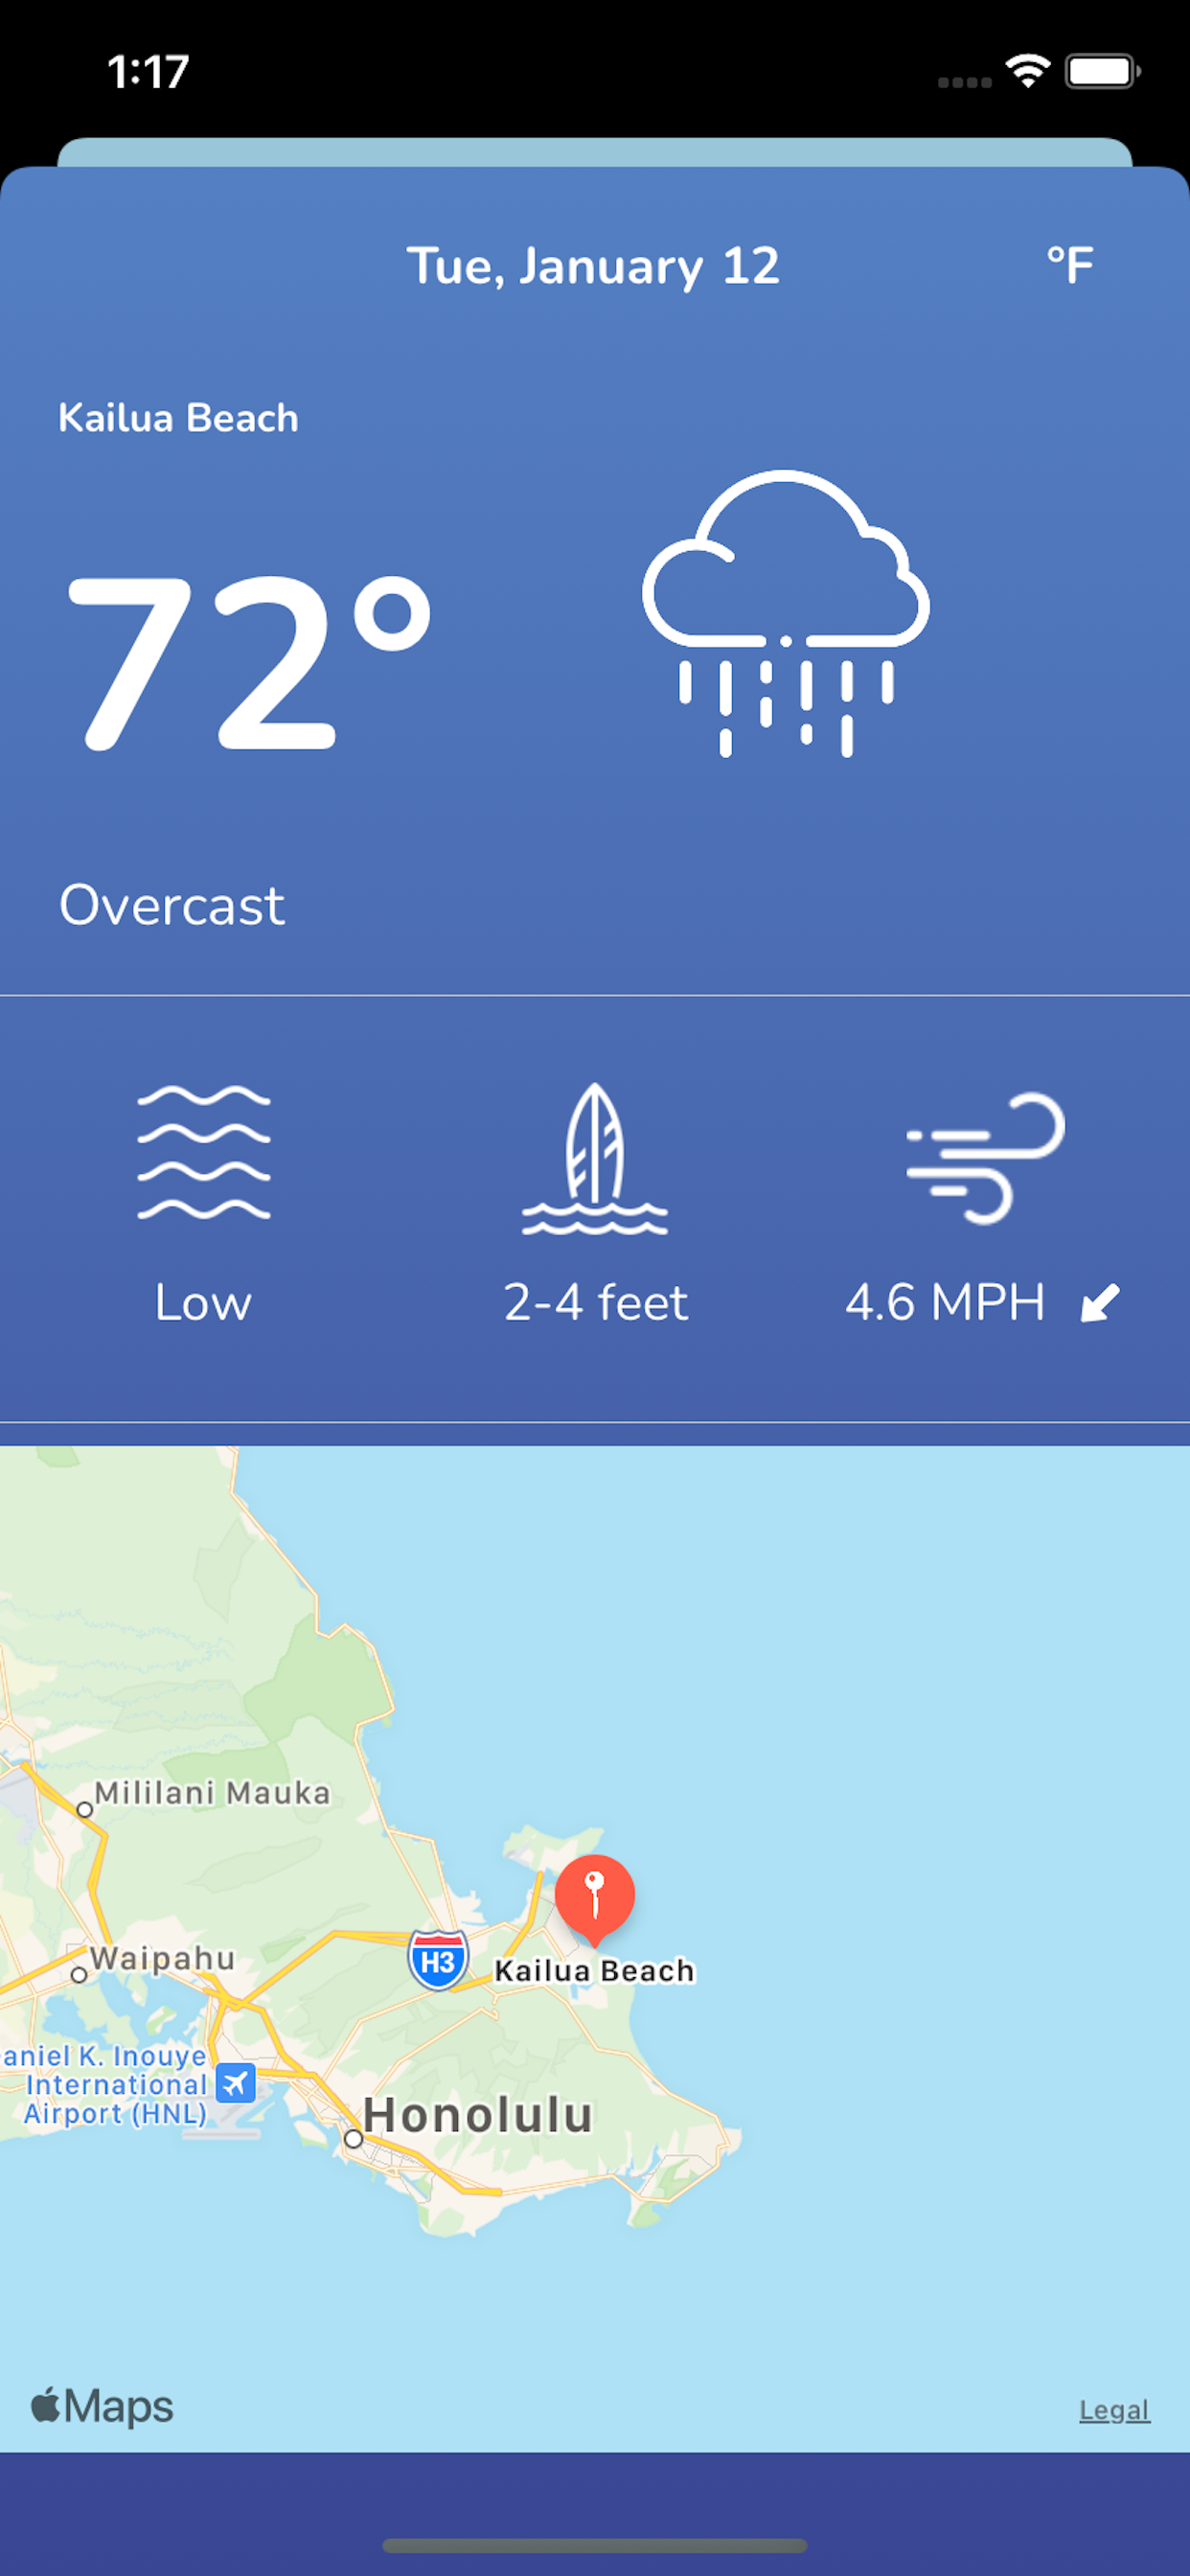 1:17
Tue, January 12
°F
Kailua Beach
72°
Overcast
Low
2-4 feet
4.6 MPH
Mililani Mauka
Waipahu
H3
Kailua Beach
aniel K. Inouye
International
Airport (HNL)
Honolulu
Maps
Legal